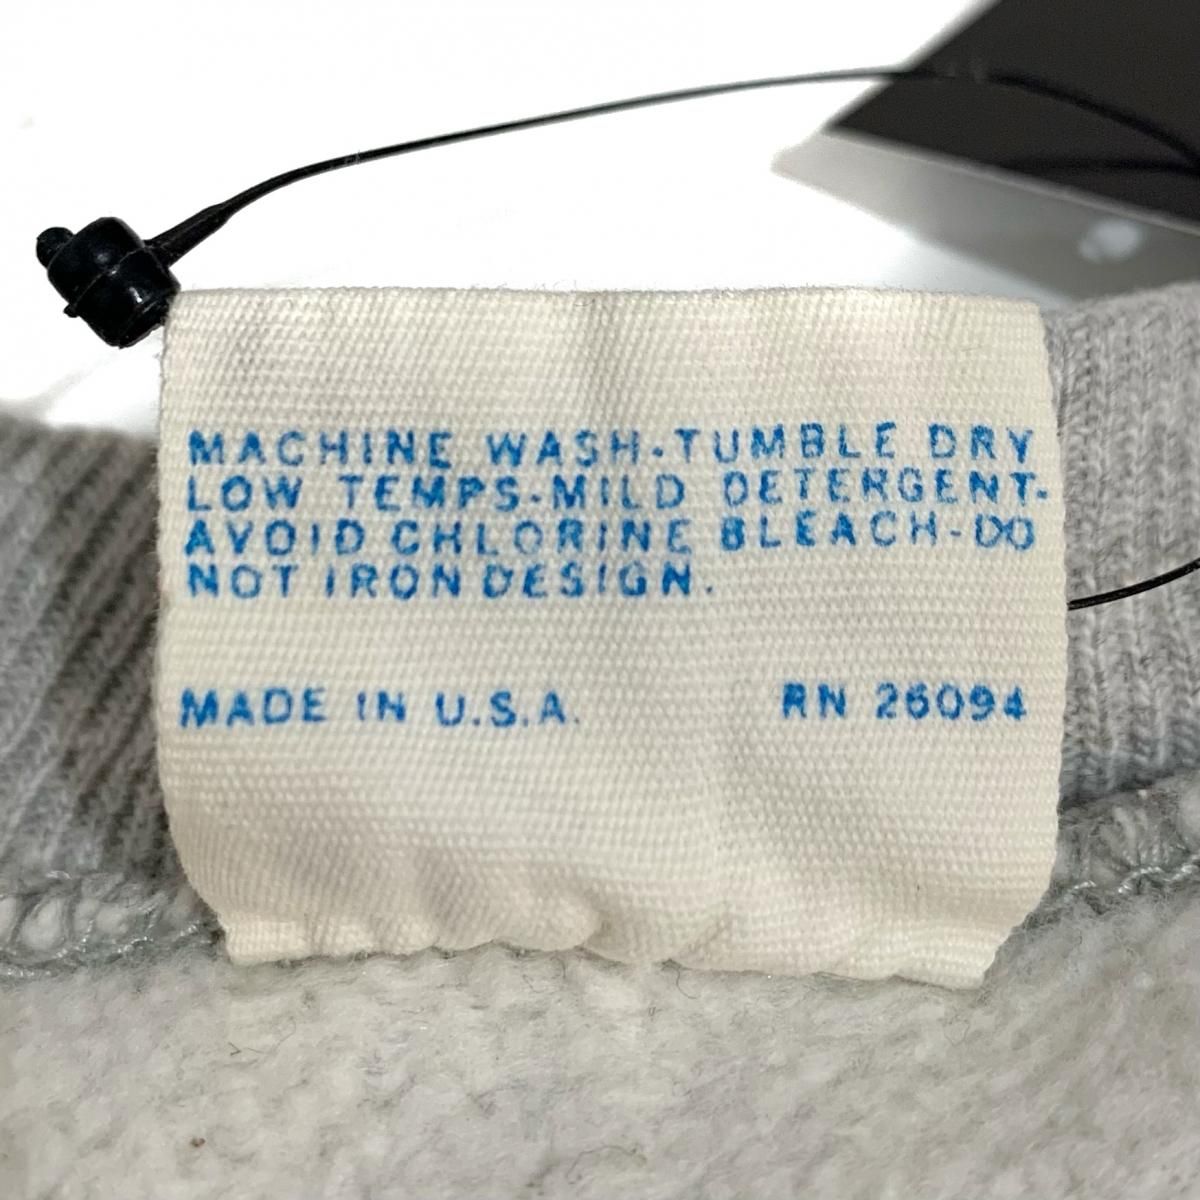 MACHINE WASH-TUMBLE DRY
LOW TEMPS-MILD DETERGENT-
AVOID CHLORINE BLEACH-DO
NOT IRON DESIGN.
MADE IN U.S.A. RN 26094